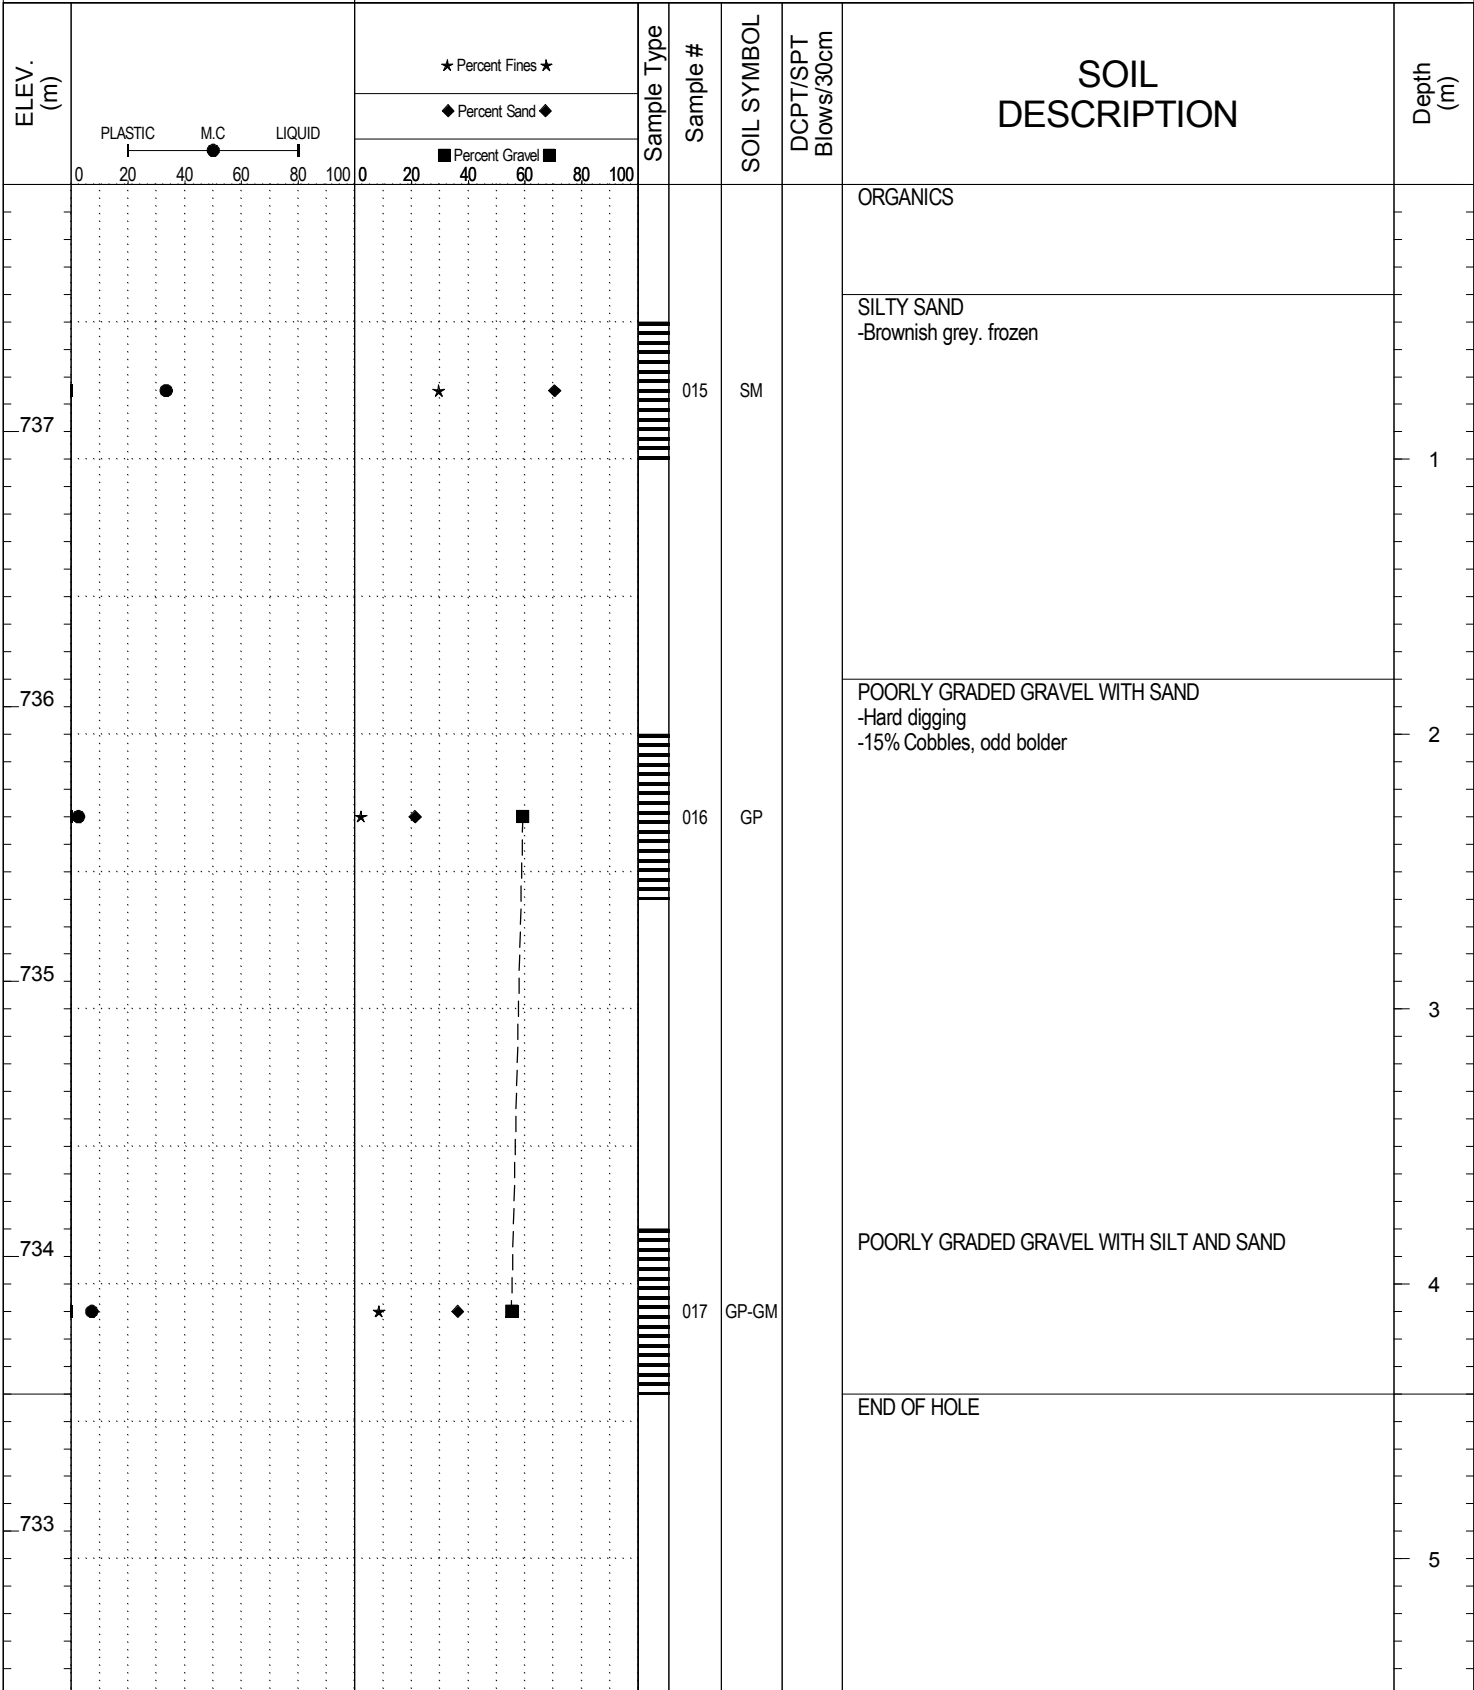 ELEV.
(m)
PLASTIC M.C LIQUID
0 20 40 60 80 100
★ Percent Fines ★
◆ Percent Sand ◆
■ Percent Gravel ■
0 20 40 60 80 100
Sample Type
Sample #
SOIL SYMBOL
DCPT/SPT
Blows/30cm
SOIL
DESCRIPTION
Depth
(m)
ORGANICS
SILTY SAND
-Brownish grey. frozen
015 SM
737
1
POORLY GRADED GRAVEL WITH SAND
736
-Hard digging
-15% Cobbles, odd bolder
2
016 GP
735
3
734
POORLY GRADED GRAVEL WITH SILT AND SAND
4
017 GP-GM
END OF HOLE
733
5